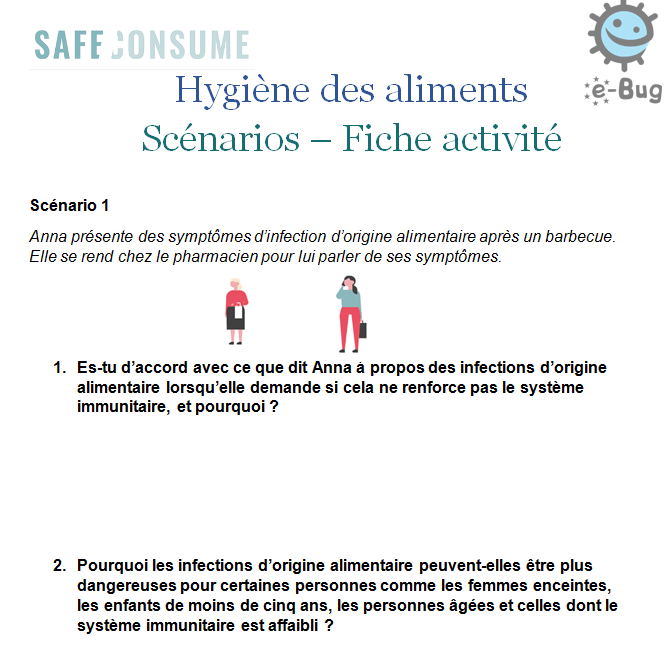 SAFE CONSUME
e-Bug
Hygiène des aliments
Scénarios – Fiche activité
Scénario 1
Anna présente des symptômes d'infection d'origine alimentaire après un barbecue.
Elle se rend chez le pharmacien pour lui parler de ses symptômes.
1. Es-tu d'accord avec ce que dit Anna à propos des infections d'origine
alimentaire lorsqu'elle demande si cela ne renforce pas le système
immunitaire, et pourquoi ?
2. Pourquoi les infections d'origine alimentaire peuvent-elles être plus
dangereuses pour certaines personnes comme les femmes enceintes,
les enfants de moins de cinq ans, les personnes âgées et celles dont le
système immunitaire est affaibli ?